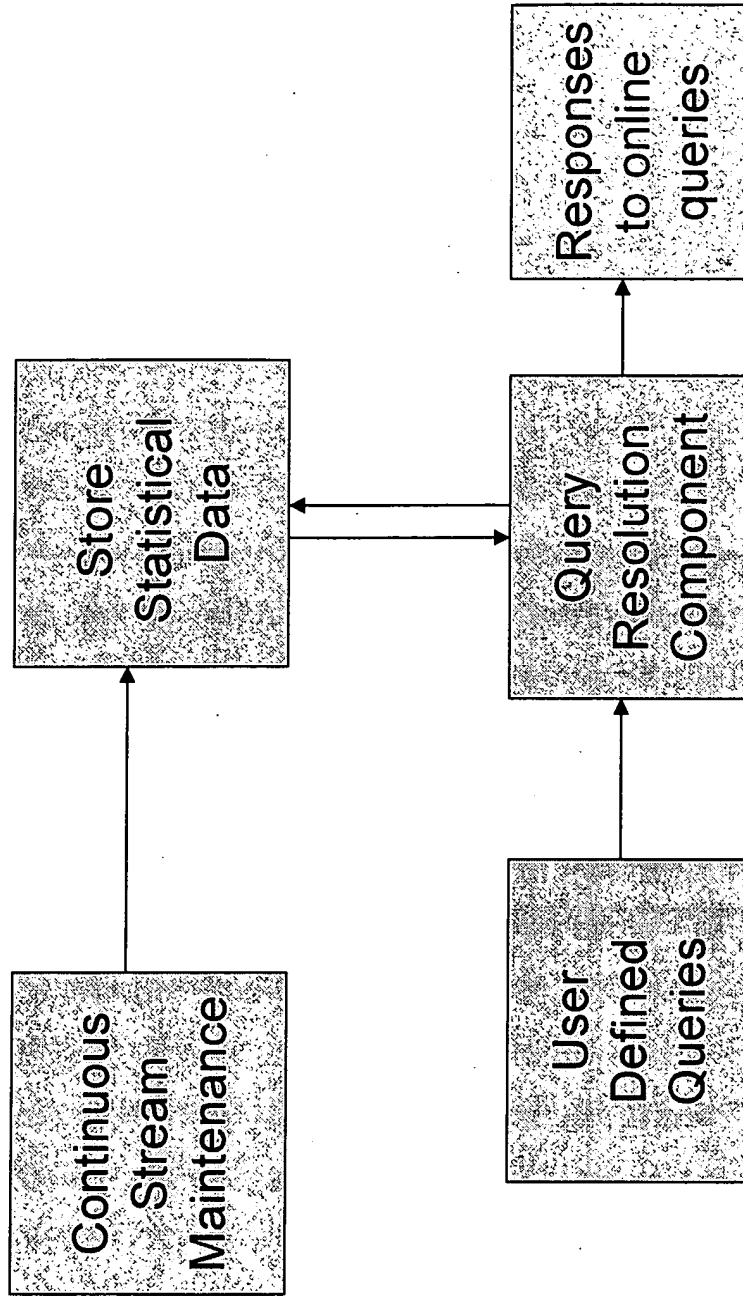 Continuous
Stream
Maintenance
Store
Statistical
Data
User
Defined
Queries
Query
Resolution
Component
Responses
to online
queries